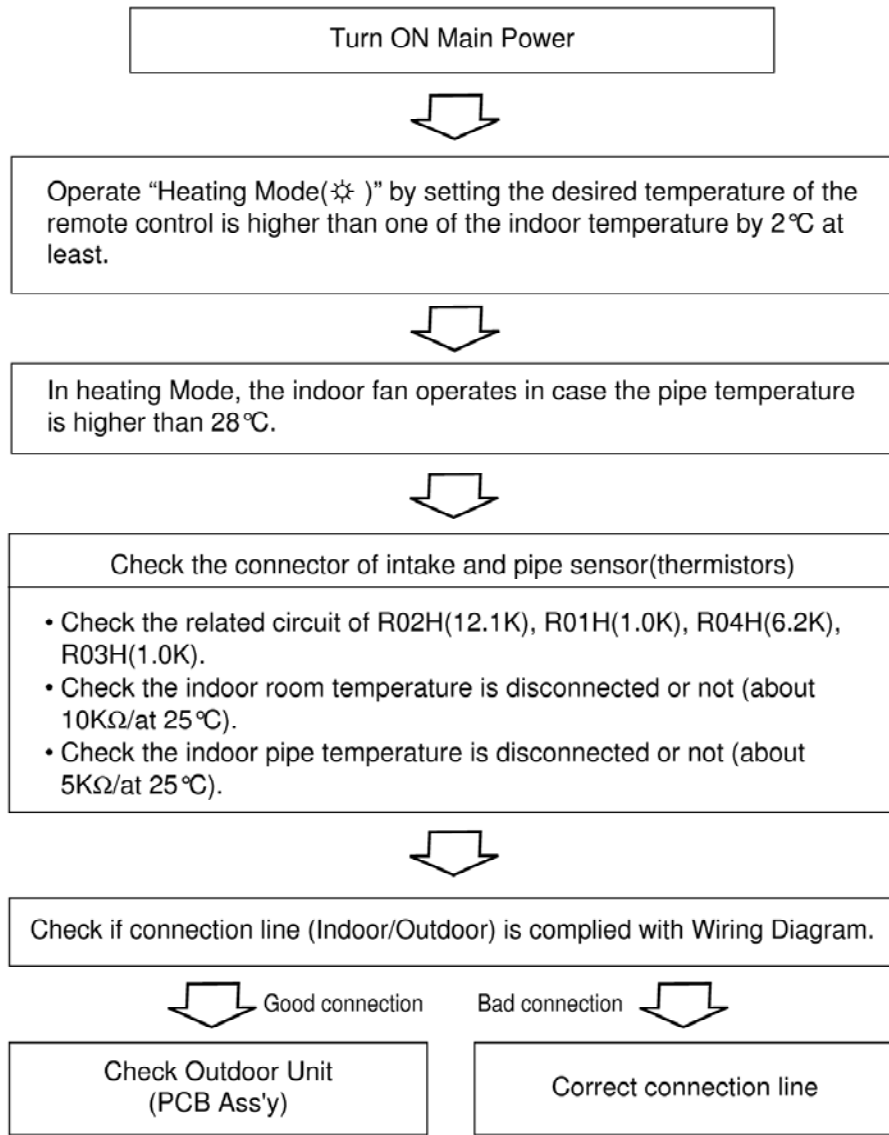 Turn ON Main Power
Operate “Heating Mode(☼ )” by setting the desired temperature of the
remote control is higher than one of the indoor temperature by 2°C at
least.
In heating Mode, the indoor fan operates in case the pipe temperature
is higher than 28°C.
Check the connector of intake and pipe sensor(thermistors)
• Check the related circuit of R02H(12.1K), R01H(1.0K), R04H(6.2K),
R03H(1.0K).
• Check the indoor room temperature is disconnected or not (about
10KΩ/at 25°C).
• Check the indoor pipe temperature is disconnected or not (about
5KΩ/at 25°C).
Check if connection line (Indoor/Outdoor) is complied with Wiring Diagram.
Good connection
Bad connection
Check Outdoor Unit
(PCB Ass'y)
Correct connection line